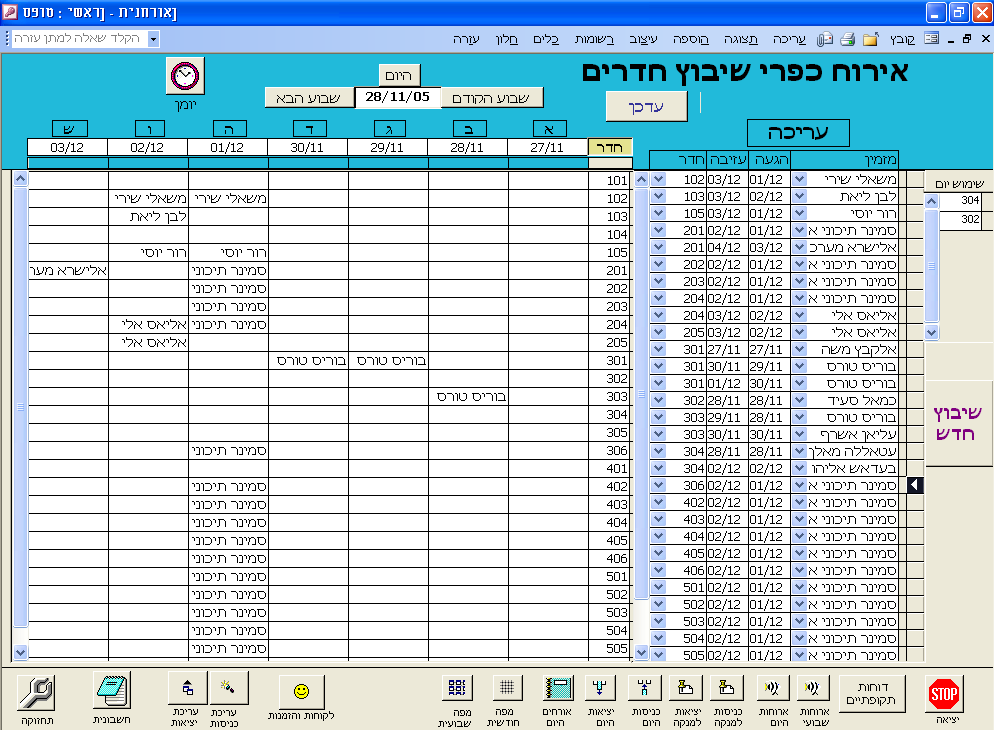 אורתנית - [ראשי : טופס]
קובץ עריכה תצוגה הוספה עיצוב רשומות כלים חלון עזרה הקלד שאלה למתן עזרה
אירוח כפרי שיבוץ חדרים
עדכן
היום
שבוע הקודם 28/11/05 שבוע הבא
יומן
עריכה
א ב ג ד ה ו ש
חדר 27/11 28/11 29/11 30/11 01/12 02/12 03/12
101
102 משאלי שירי משאלי שירי
103 לבן ליאת
104
105 רור יוסי רור יוסי
201 סמינר תיכוני אלישרא מער
202 סמינר תיכוני
203 סמינר תיכוני
204 סמינר תיכוני אליאס אלי
205 אליאס אלי
301 בוריס טורס בוריס טורס
302
303 בוריס טורס
304
305
306 סמינר תיכוני
401
402 סמינר תיכוני
403 סמינר תיכוני
404 סמינר תיכוני
405 סמינר תיכוני
406 סמינר תיכוני
501 סמינר תיכוני
502 סמינר תיכוני
503 סמינר תיכוני
504 סמינר תיכוני
505 סמינר תיכוני
מזמין הגעה עזיבה חדר
משאלי שירי 01/12 03/12 102
לבן ליאת 02/12 03/12 103
רור יוסי 01/12 03/12 105
סמינר תיכוני א 01/12 02/12 201
אלישרא מערכ 03/12 04/12 201
סמינר תיכוני א 01/12 02/12 202
סמינר תיכוני א 01/12 02/12 203
סמינר תיכוני א 01/12 02/12 204
אליאס אלי 02/12 03/12 204
אליאס אלי 02/12 03/12 205
אלקבץ משה 27/11 27/11 301
בוריס טורס 29/11 30/11 301
בוריס טורס 30/11 01/12 301
כמאל סעיד 28/11 28/11 302
בוריס טורס 28/11 29/11 303
עליאן אשרף 30/11 30/11 303
עטאללה מאלך 28/11 28/11 304
בעדאש אליהו 02/12 02/12 304
סמינר תיכוני א 01/12 02/12 306
סמינר תיכוני א 01/12 02/12 402
סמינר תיכוני א 01/12 02/12 403
סמינר תיכוני א 01/12 02/12 404
סמינר תיכוני א 01/12 02/12 405
סמינר תיכוני א 01/12 02/12 406
סמינר תיכוני א 01/12 02/12 501
סמינר תיכוני א 01/12 02/12 502
סמינר תיכוני א 01/12 02/12 503
סמינר תיכוני א 01/12 02/12 504
סמינר תיכוני א 01/12 02/12 505
שימוש יום
304
302
שיבוץ
חדש
STOP
יציאה
דוחות
תקופתיים
ארוחות
שבועי
ארוחות
היום
כניסות
למנקה
יציאות
למנקה
כניסות
היום
יציאות
היום
אורחים
היום
מפה
חודשית
מפה
שבועית
לקוחות והזמנות
עריכת
כניסות
עריכת
יציאות
חשבונית
תחזוקה